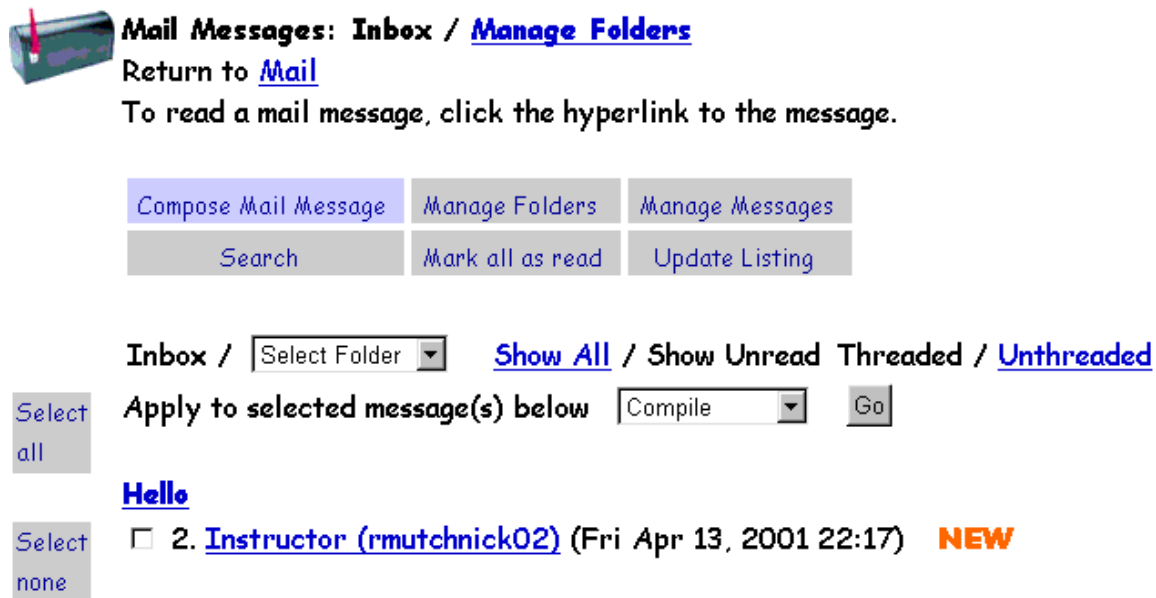 Mail Messages: Inbox / Manage Folders
Return to Mail
To read a mail message, click the hyperlink to the message.
Compose Mail Message Manage Folders Manage Messages
Search Mark all as read Update Listing
Inbox / Select Folder Show All / Show Unread Threaded / Unthreaded
Select all
Apply to selected message(s) below Compile Go
Hello
Select none
2. Instructor (rmutchnick02) (Fri Apr 13, 2001 22:17) NEW